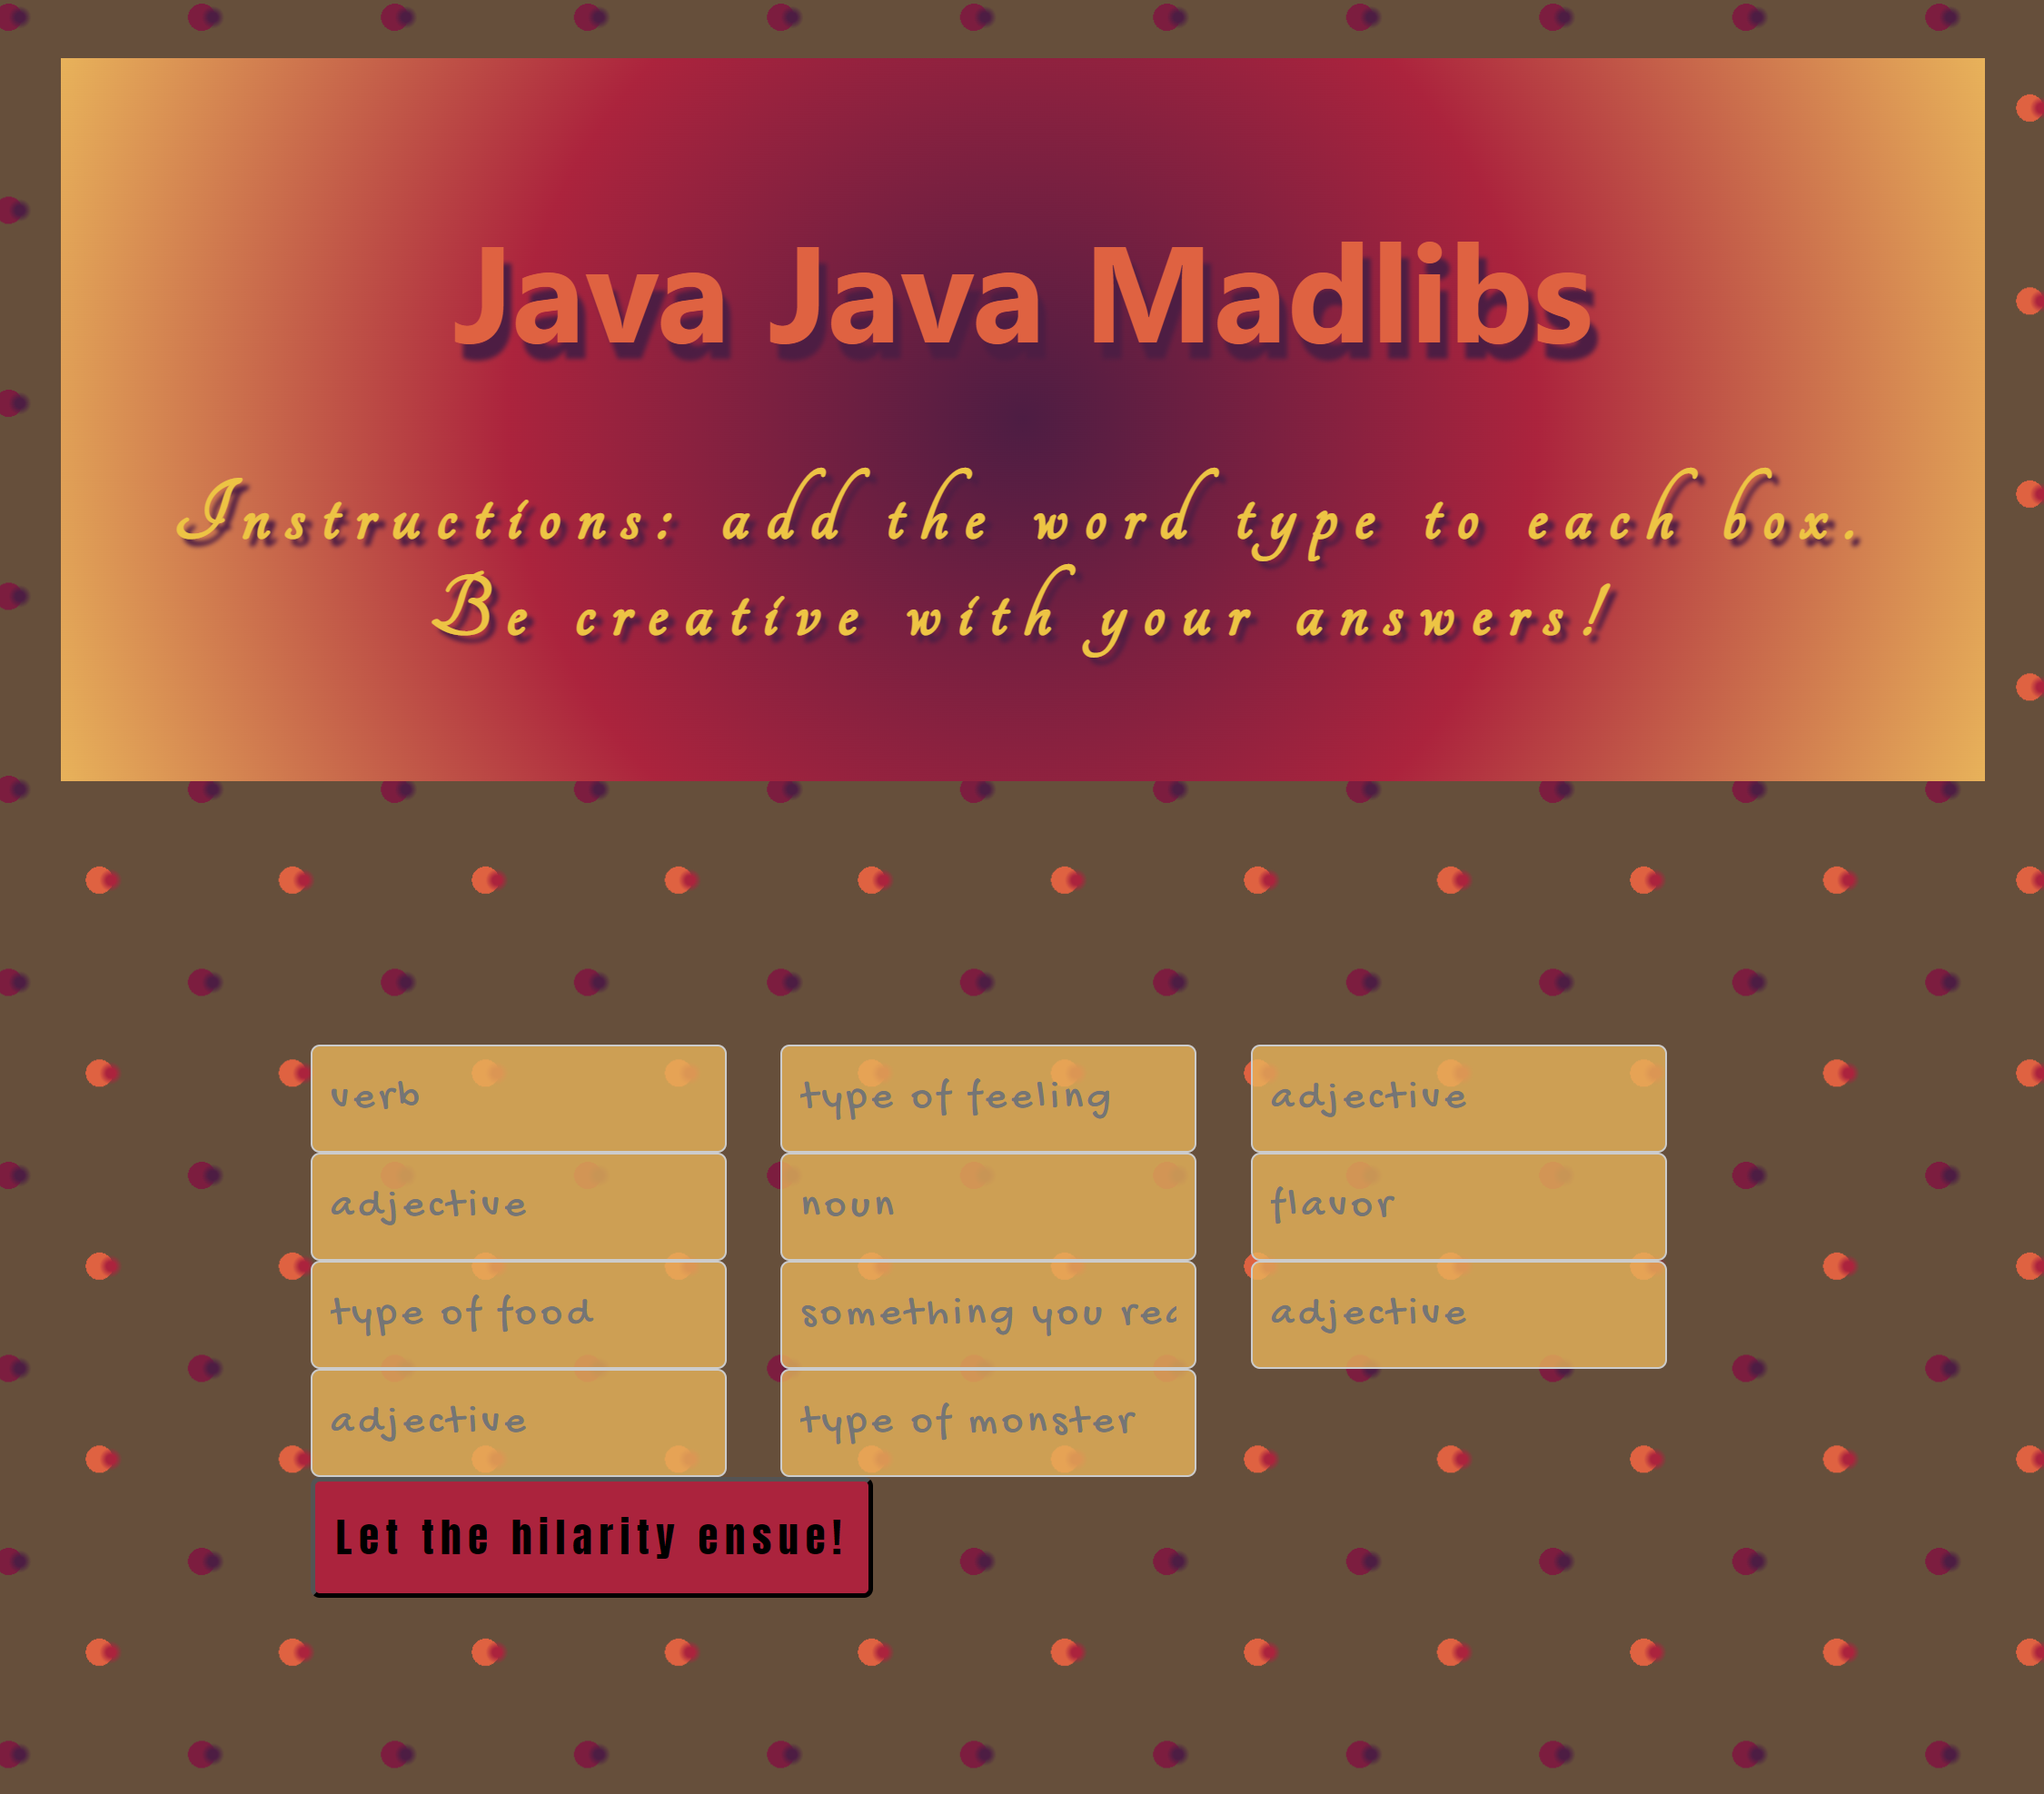 Java Java Madlibs
Instructions: add the word type to each box.
Be creative with your answers!
verb
type of feeling
adjective
adjective
noun
flavor
type of food
something you
adjective
adjective
type of monster
Let the hilarity ensue!